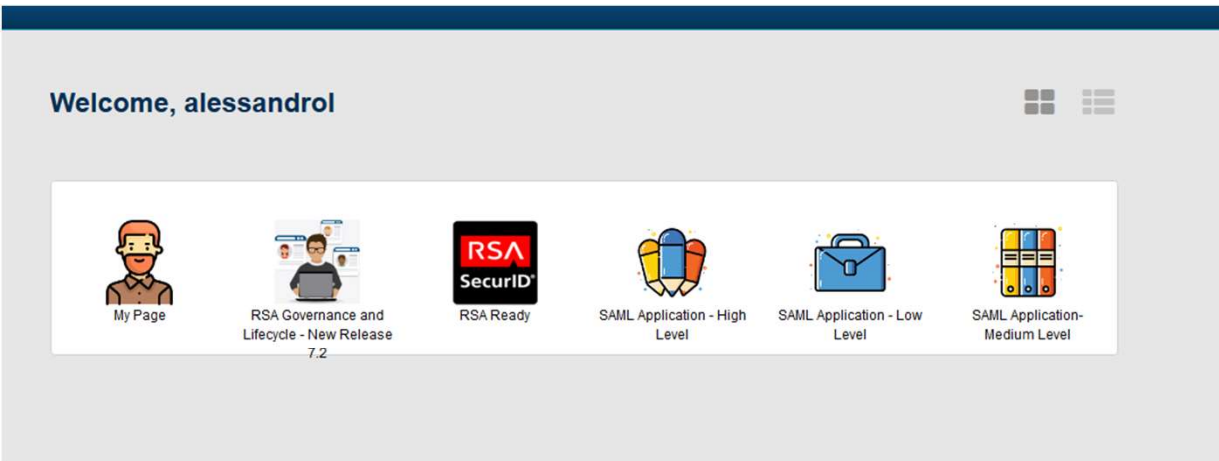 Welcome, alessandrol
RSA
SecurID®
My Page
RSA Governance and
Lifecycle - New Release
7.2
RSA Ready
SAML Application - High
Level
SAML Application - Low
Level
SAML Application-
Medium Level